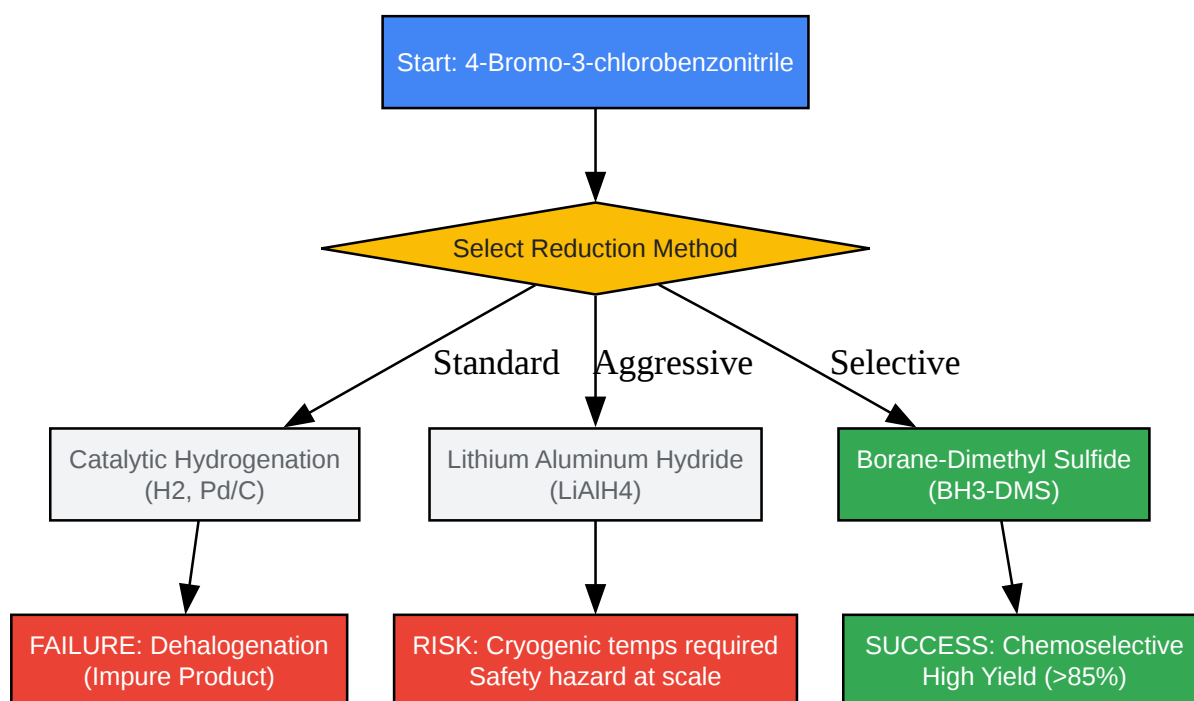 Start: 4-Bromo-3-chlorobenzonitrile
Select Reduction Method
Standard
Aggressive
Selective
Catalytic Hydrogenation
(H2, Pd/C)
Lithium Aluminum Hydride
(LiAlH4)
Borane-Dimethyl Sulfide
(BH3-DMS)
FAILURE: Dehalogenation
(Impure Product)
RISK: Cryogenic temps required
Safety hazard at scale
SUCCESS: Chemoselective
High Yield (>85%)